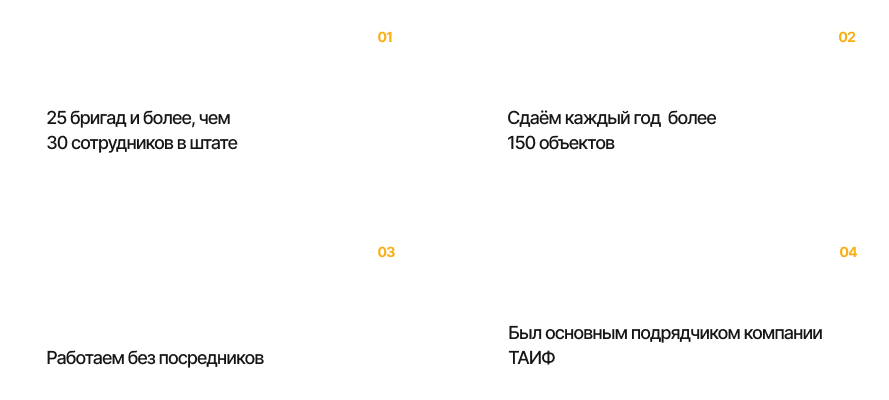 01
25 бригад и более, чем
30 сотрудников в штате
02
Сдаём каждый год  более
150 объектов
03
Работаем без посредников
04
Был основным подрядчиком компании
ТАИФ